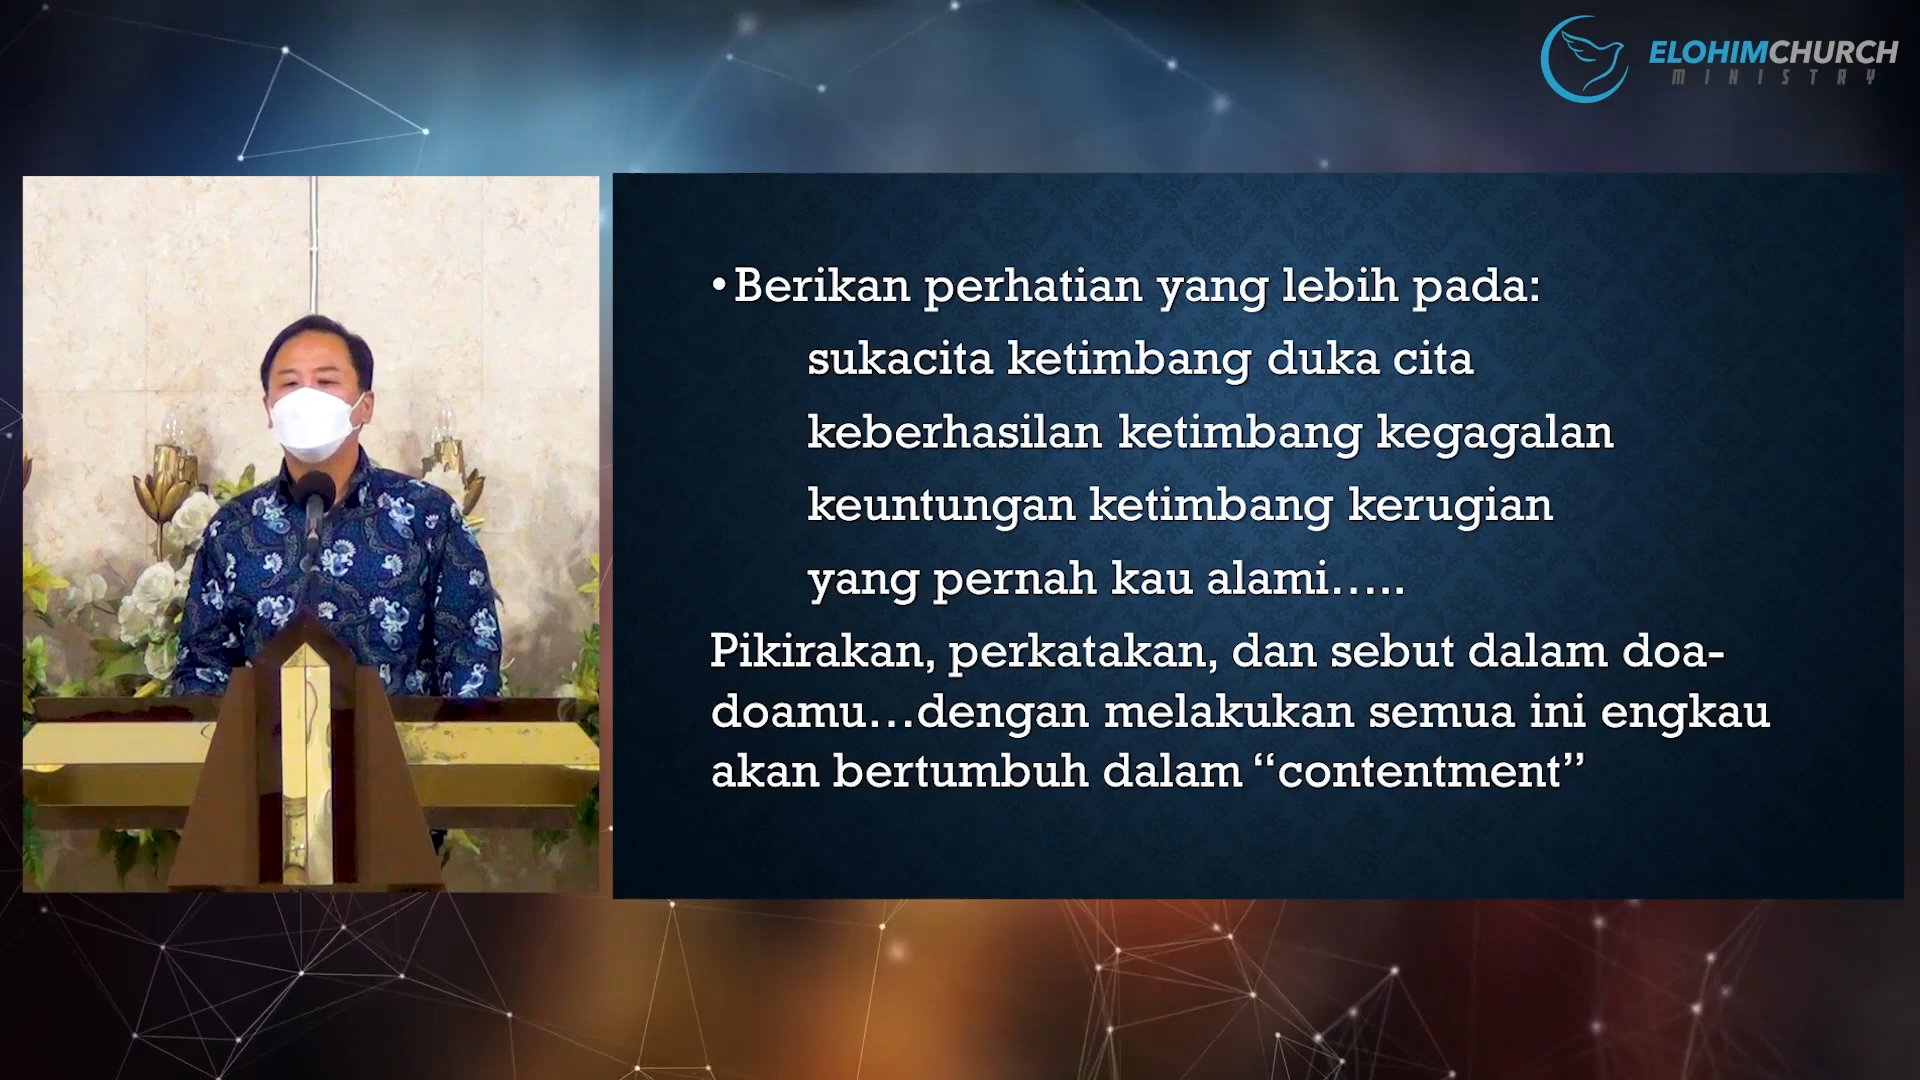 ELOHIMCHURCH
MINISTRY
• Berikan perhatian yang lebih pada:
sukacita ketimbang duka cita
keberhasilan ketimbang kegagalan
keuntungan ketimbang kerugian
yang pernah kau alami…..
Pikirakan, perkatakan, dan sebut dalam doa-
doamu…dengan melakukan semua ini engkau
akan bertumbuh dalam “contentment”